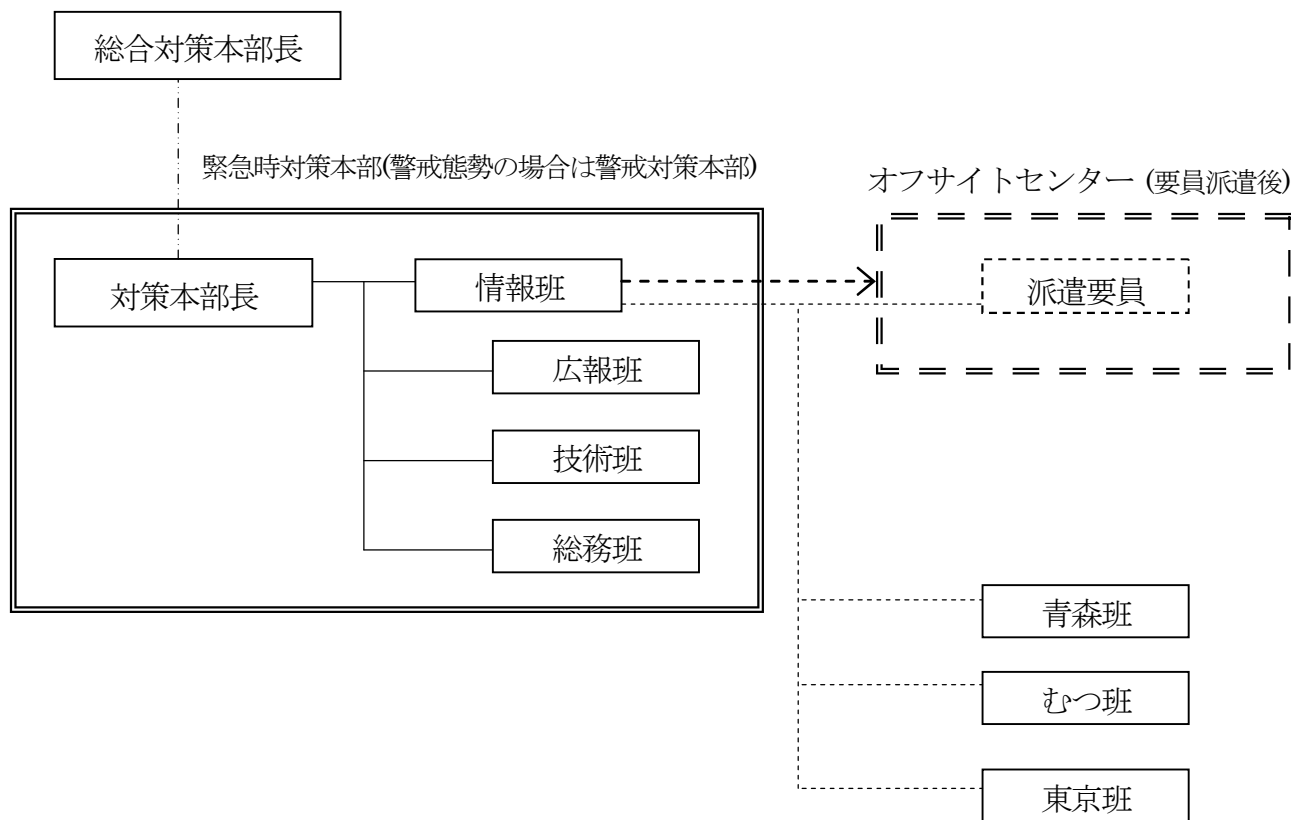 総合対策本部長
緊急時対策本部(警戒態勢の場合は警戒対策本部)
オフサイトセンター (要員派遣後)
対策本部長
情報班
派遣要員
広報班
技術班
総務班
青森班
むつ班
東京班